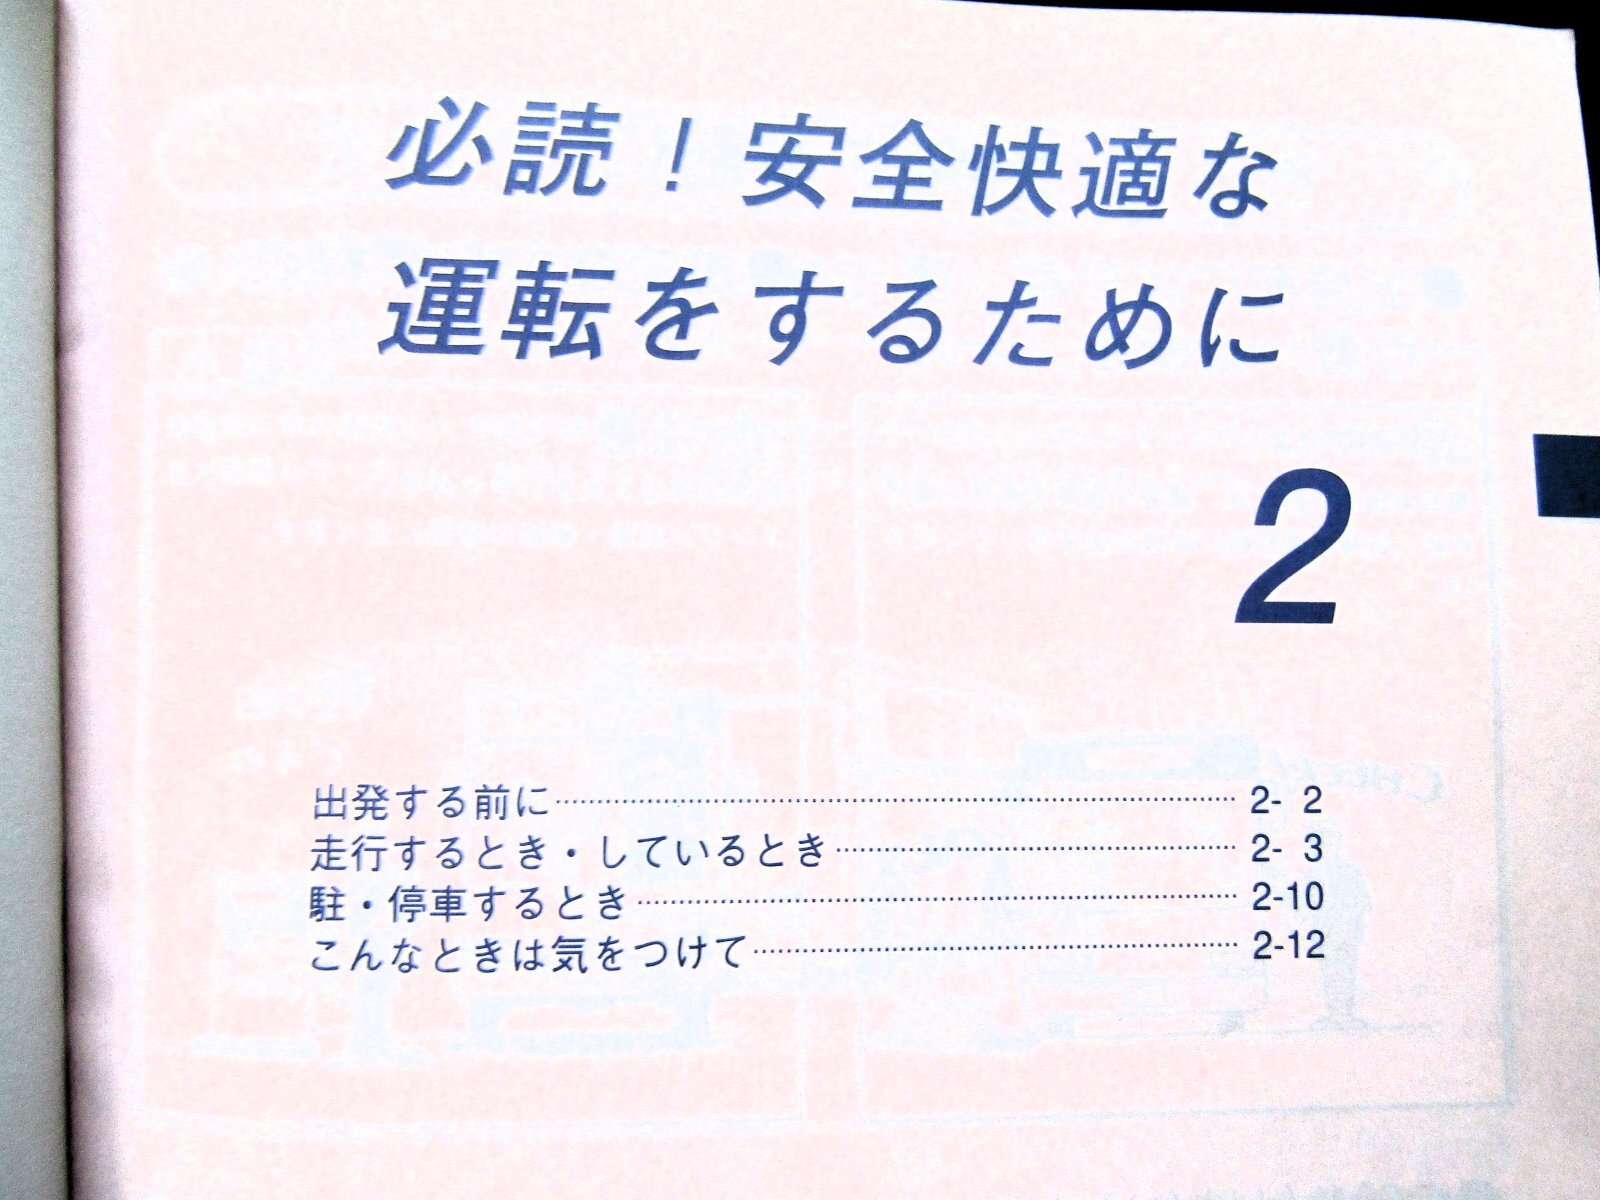 必読！安全快適な
運転をするために
2
出発する前に 2- 2
走行するとき・しているとき 2- 3
駐・停車するとき 2-10
こんなときは気をつけて 2-12